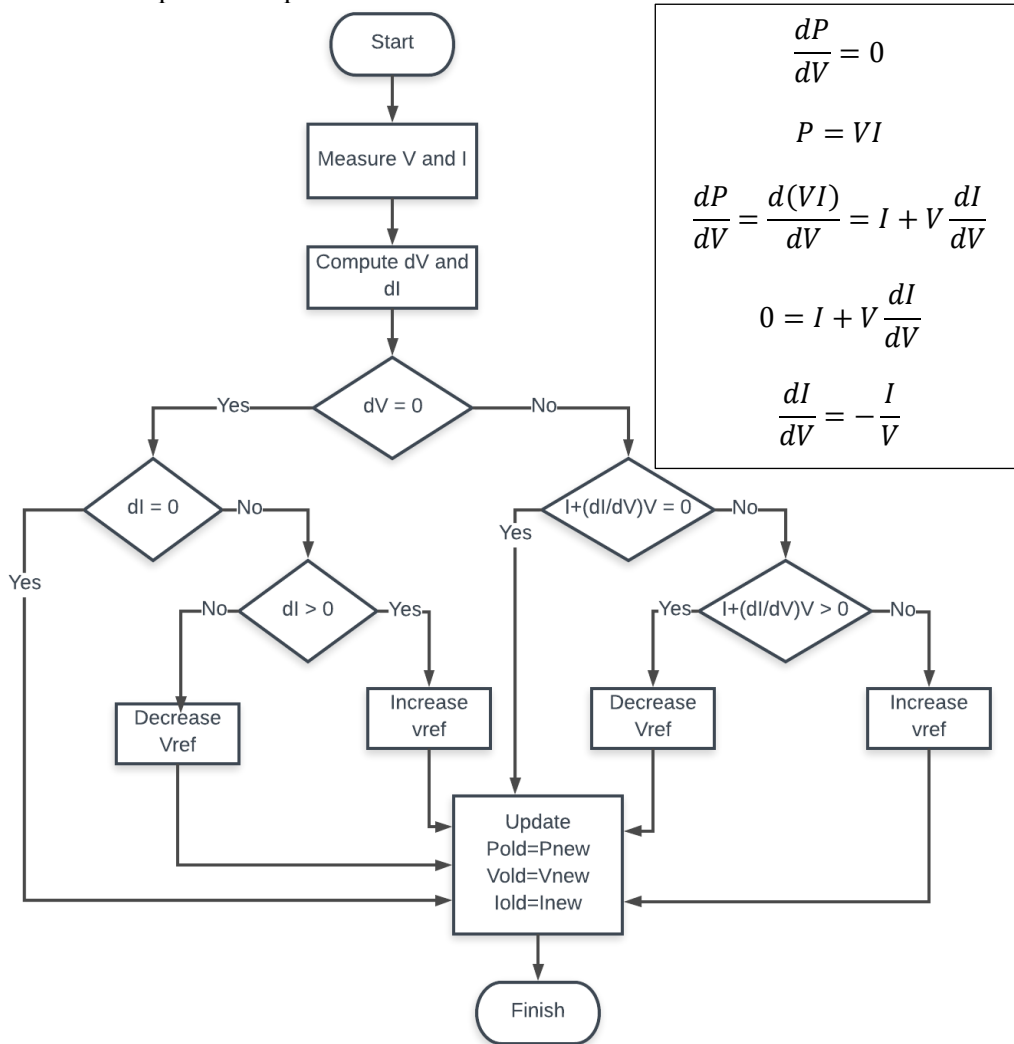 Start
Measure V and I
Compute dV and
dI
dV = 0
Yes
No
dI = 0
No
Yes
dI > 0
No
Yes
Decrease
Vref
Increase
vref
I+(dI/dV)V = 0
Yes
No
I+(dI/dV)V > 0
Yes
No
Decrease
Vref
Increase
vref
Update
Pold=Pnew
Vold=Vnew
Iold=Inew
Finish
dP/dV = 0
P = VI
dP/dV = d(VI)/dV = I + V dI/dV
0 = I + V dI/dV
dI/dV = − I/V